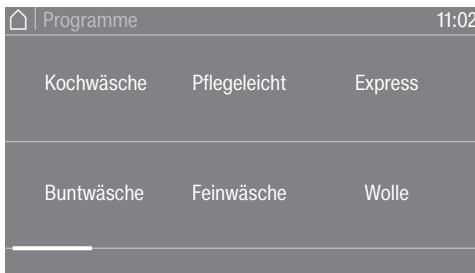 Programme 11:02
Kochwäsche Pflegeleicht Express
Buntwäsche Feinwäsche Wolle